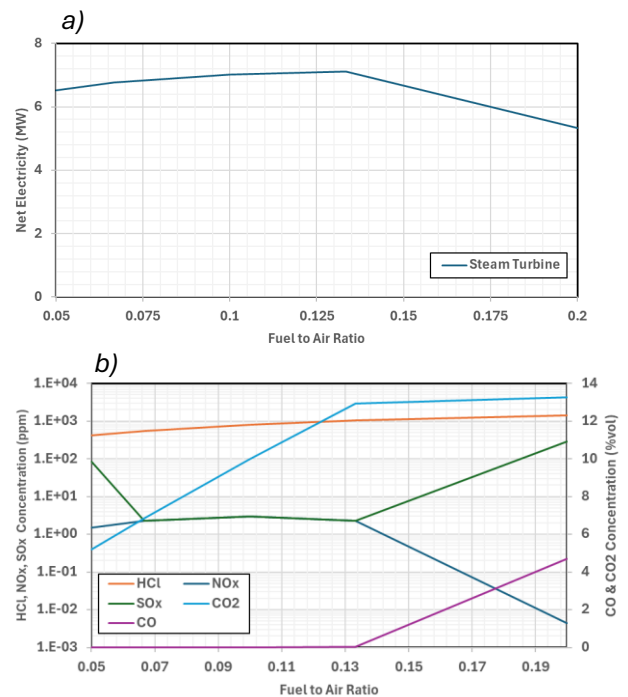 a)
8
6
4
2
0
Net Electricity (MW)
Steam Turbine
0.05 0.075 0.1 0.125 0.15 0.175 0.2
Fuel to Air Ratio
b)
1.E+04 14
1.E+03 12
1.E+02 10
1.E+01 8
1.E+00 6
1.E-01 4
1.E-02 2
1.E-03 0
HCl, NOx, SOx Concentration (ppm)
CO & CO2 Concentration (%vol)
HCl NOx
SOx CO2
CO
0.05 0.07 0.09 0.11 0.13 0.15 0.17 0.19
Fuel to Air Ratio